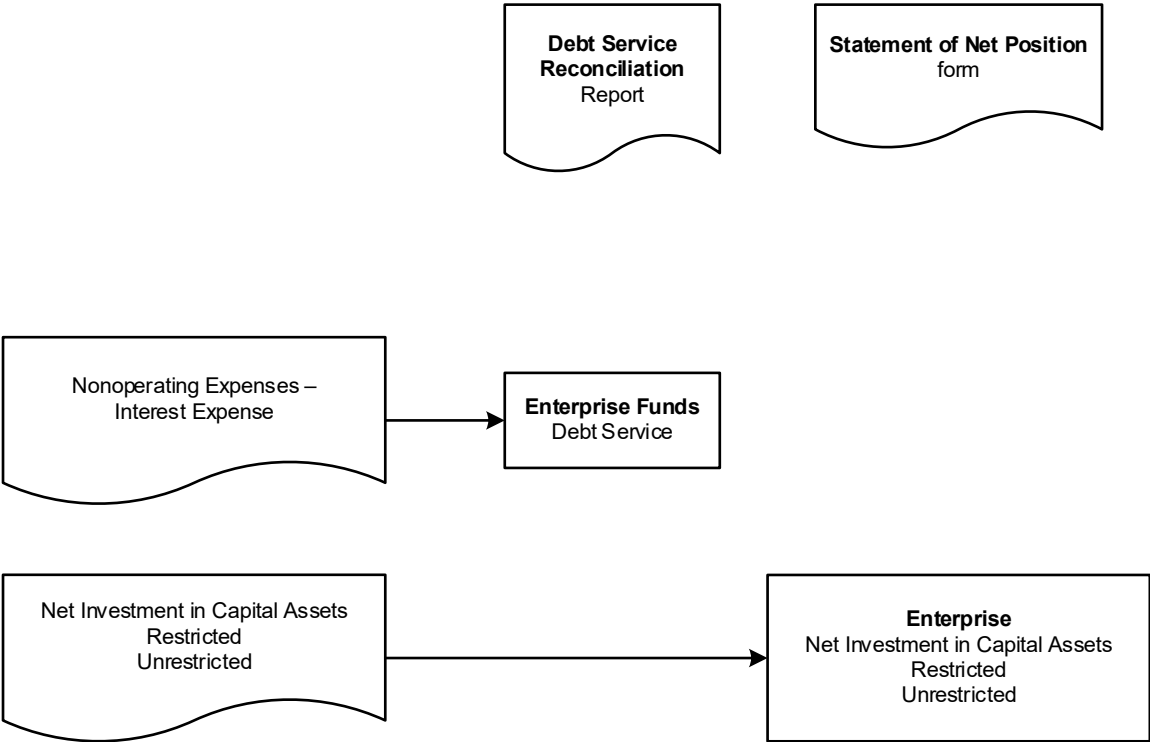 Debt Service
Reconciliation
Report
Statement of Net Position
form
Nonoperating Expenses –
Interest Expense
Enterprise Funds
Debt Service
Net Investment in Capital Assets
Restricted
Unrestricted
Enterprise
Net Investment in Capital Assets
Restricted
Unrestricted